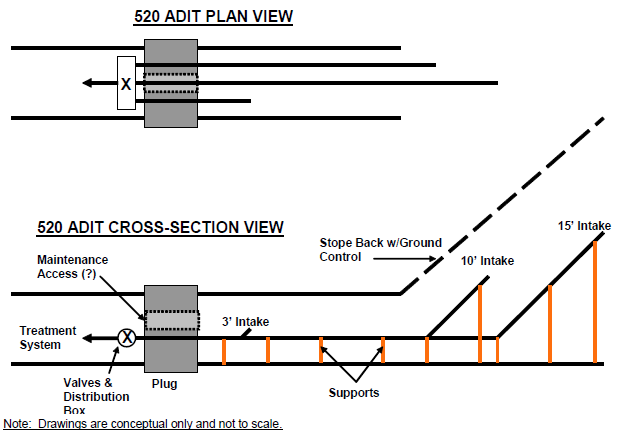 520 ADIT PLAN VIEW
X
520 ADIT CROSS-SECTION VIEW
Maintenance
Access (?)
Stope Back w/Ground
Control
15' Intake
10' Intake
3' Intake
Treatment
System
X
Valves &
Distribution
Box
Plug
Supports
Note: Drawings are conceptual only and not to scale.